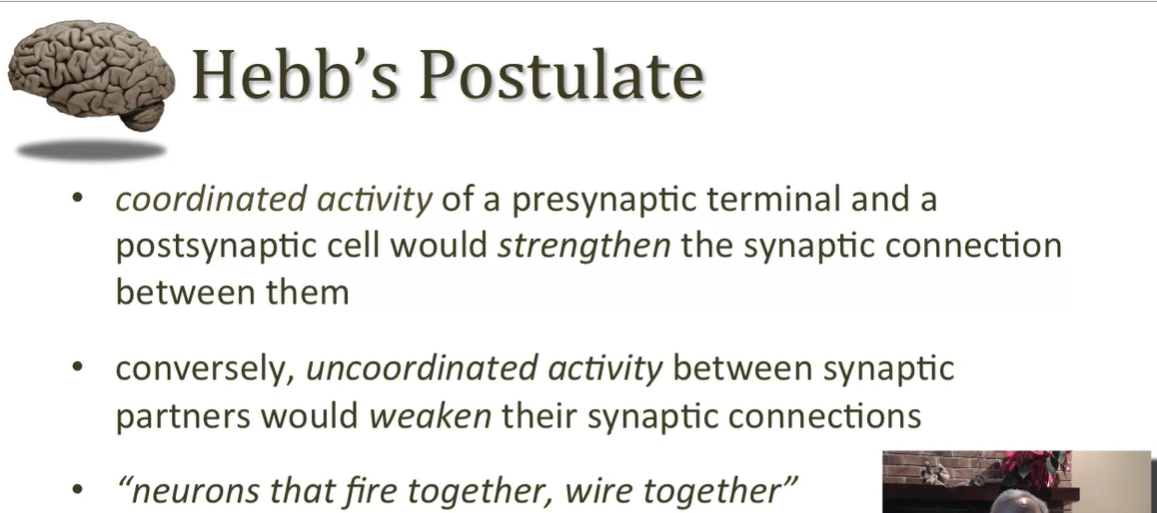 Hebb’s Postulate
• coordinated activity of a presynaptic terminal and a
postsynaptic cell would strengthen the synaptic connection
between them
• conversely, uncoordinated activity between synaptic
partners would weaken their synaptic connections
• “neurons that fire together, wire together”